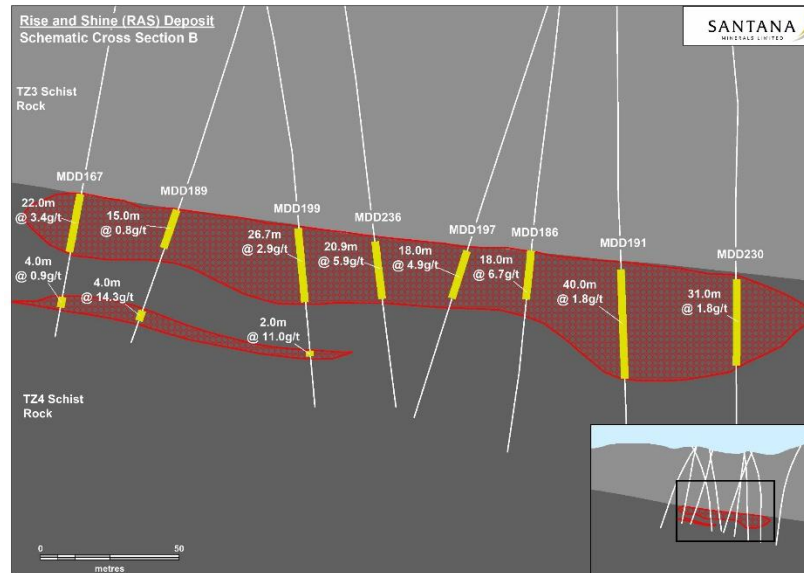 Rise and Shine (RAS) Deposit
Schematic Cross Section B
SANTANA
MINERALS LIMITED
TZ3 Schist
Rock
MDD167
22.0m
@ 3.4g/t
4.0m
@ 0.9g/t
MDD189
15.0m
@ 0.8g/t
4.0m
@ 14.3g/t
MDD199
26.7m
@ 2.9g/t
2.0m
@ 11.0g/t
MDD236
20.9m
@ 5.9g/t
MDD197
18.0m
@ 4.9g/t
MDD186
18.0m
@ 6.7g/t
MDD191
40.0m
@ 1.8g/t
MDD230
31.0m
@ 1.8g/t
TZ4 Schist
Rock
0
50
metres